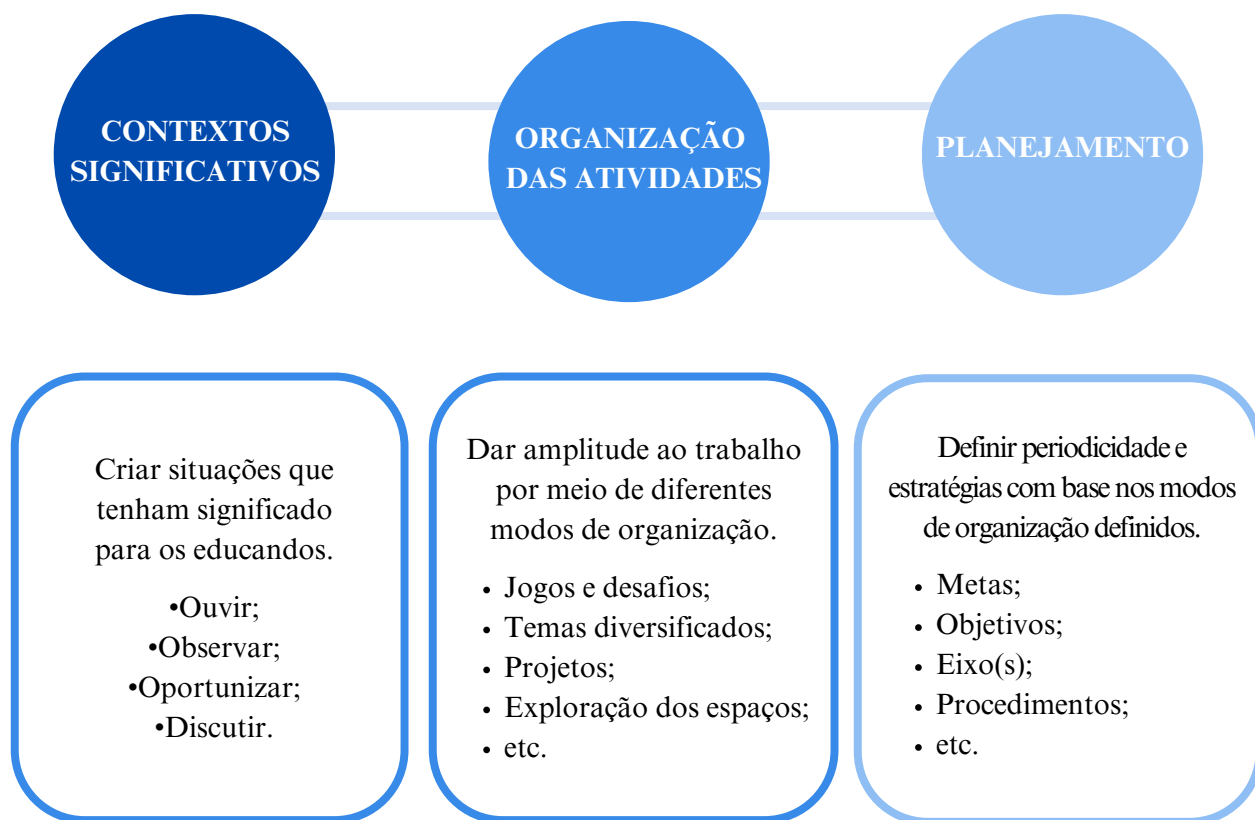 CONTEXTOS
SIGNIFICATIVOS
ORGANIZAÇÃO
DAS ATIVIDADES
PLANEJAMENTO
Criar situações que
tenham significado
para os educandos.
•Ouvir;
•Observar;
•Oportunizar;
•Discutir.
Dar amplitude ao trabalho
por meio de diferentes
modos de organização.
• Jogos e desafios;
• Temas diversificados;
• Projetos;
• Exploração dos espaços;
• etc.
Definir periodicidade e
estratégias com base nos modos
de organização definidos.
• Metas;
• Objetivos;
• Eixo(s);
• Procedimentos;
• etc.